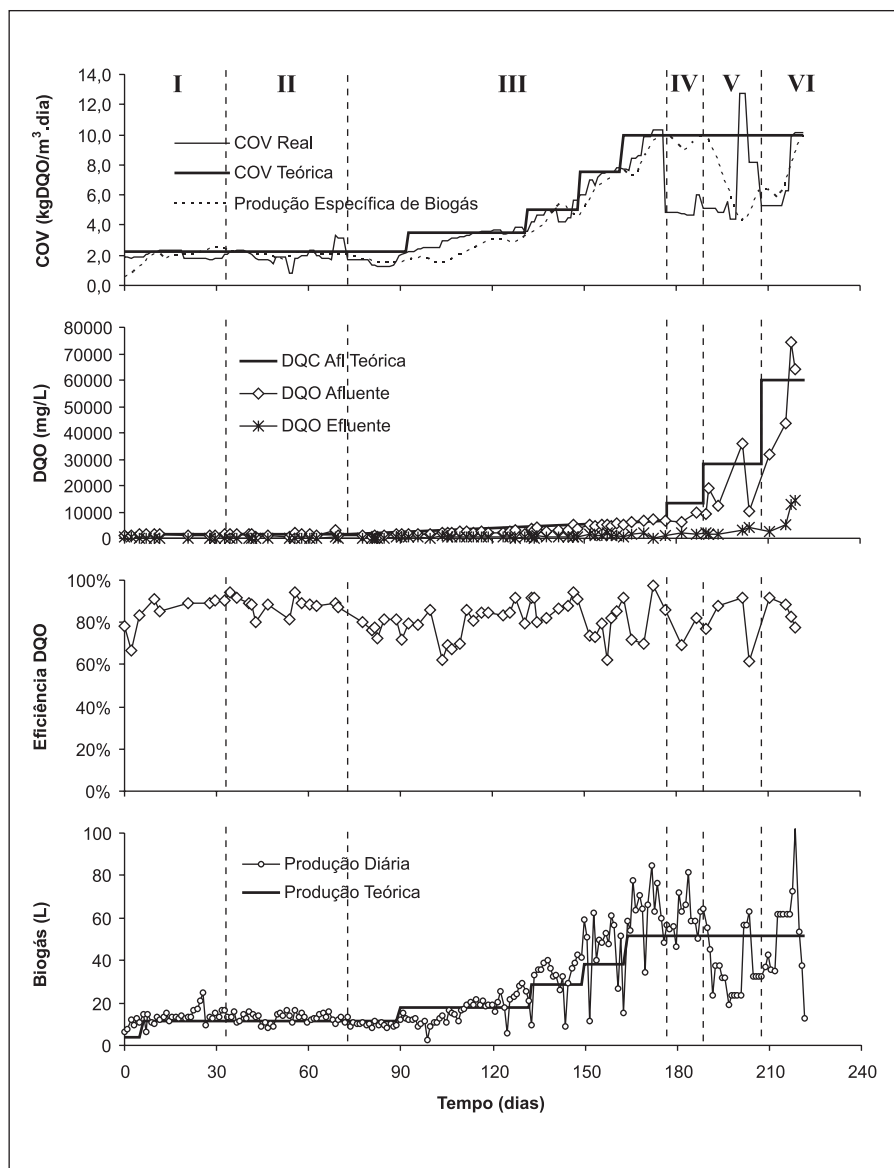 I II III IV V VI
COV (kgDQO/m³.dia)
14,0
12,0
10,0
8,0
6,0
4,0
2,0
0,0
COV Real
COV Teórica
Produção Específica de Biogás
DQO (mg/L)
80000
70000
60000
50000
40000
30000
20000
10000
0
DQC Afl Teórica
DQO Afluente
DQO Efluente
Eficiência DQO
100%
80%
60%
40%
20%
0%
Biogás (L)
100
80
60
40
20
0
Produção Diária
Produção Teórica
0 30 60 90 120 150 180 210 240
Tempo (dias)